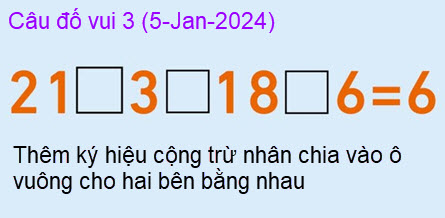 Câu đố vui 3 (5-Jan-2024)
21□3□18□6=6
Thêm ký hiệu cộng trừ nhân chia vào ô
vuông cho hai bên bằng nhau